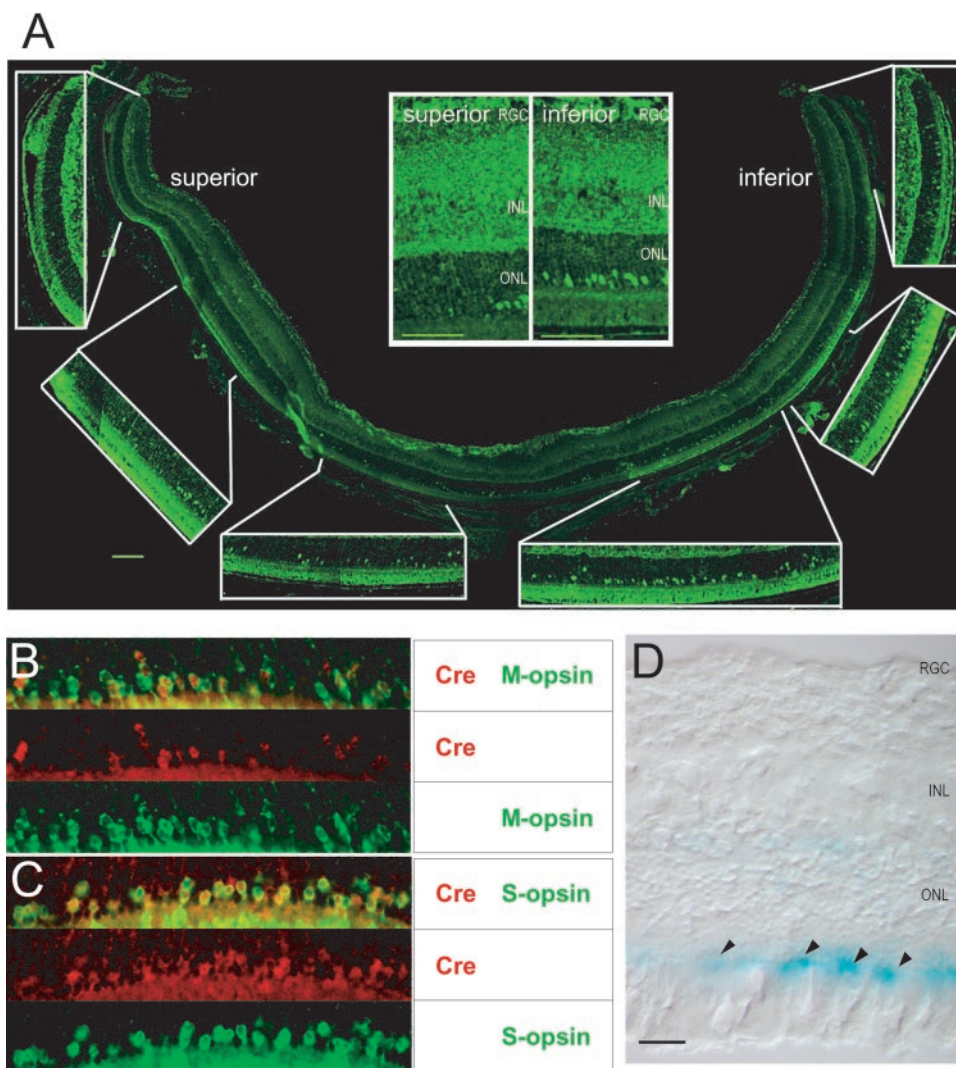 A
superior
inferior
superior RGC
INL
ONL
inferior RGC
INL
ONL
B
Cre M-opsin
Cre
M-opsin
C
Cre S-opsin
Cre
S-opsin
D
RGC
INL
ONL